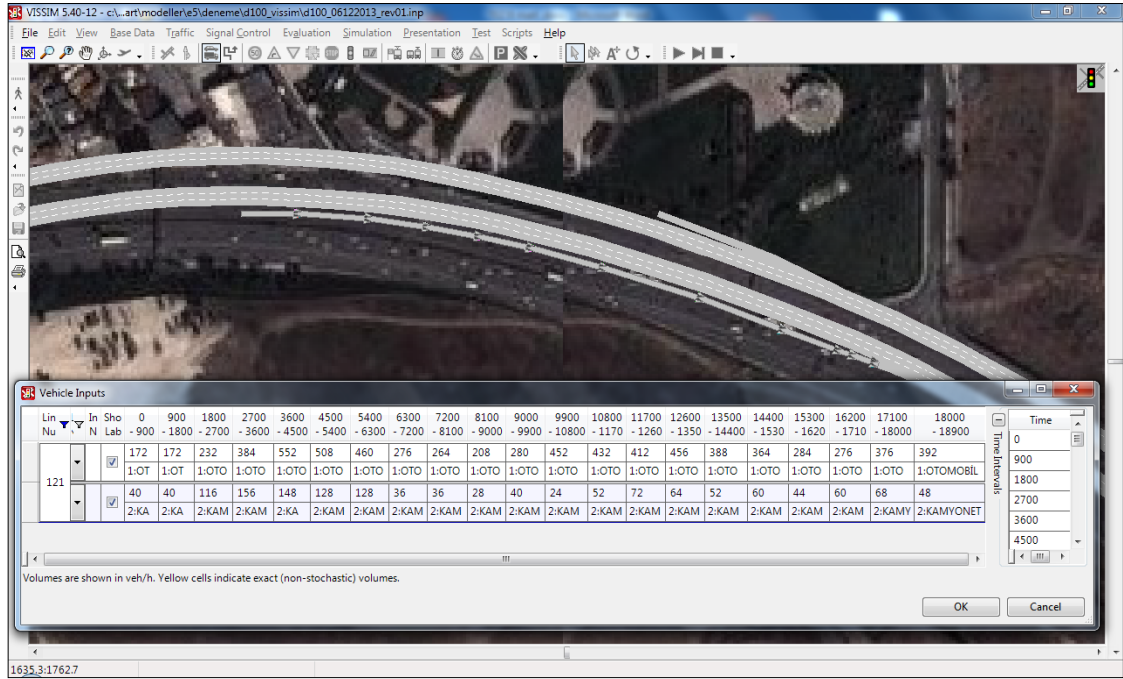 VISSIM 5.40-12 - c:\...art\modeller\e5\deneme\d100_vissim\d100_06122013_rev01.inp
File Edit View Base Data Traffic Signal Control Evaluation Simulation Presentation Test Scripts Help
Vehicle Inputs
Lin In Sho 0 900 1800 2700 3600 4500 5400 6300 7200 8100 9000 9900 10800 11700 12600 13500 14400 15300 16200 17100 18000 Time
Nu N Lab - 900 - 1800 - 2700 - 3600 - 4500 - 5400 - 6300 - 7200 - 8100 - 9000 - 9900 - 10800 - 1170 - 1260 - 1350 - 14400 - 1530 - 1620 - 1710 - 18000 - 18900
172 172 232 384 552 508 460 276 264 208 280 452 432 412 456 388 364 284 276 376 392
1:OT 1:OT 1:OTO 1:OTO 1:OTO 1:OTO 1:OTO 1:OTO 1:OTO 1:OTO 1:OTO 1:OTO 1:OTO 1:OTO 1:OTO 1:OTO 1:OTO 1:OTO 1:OTO 1:OTO 1:OTOMOBİL
121
40 40 116 156 148 128 128 36 36 28 40 24 52 72 64 52 60 44 60 68 48
2:KA 2:KA 2:KAM 2:KAM 2:KA 2:KAM 2:KAM 2:KAM 2:KAM 2:KAM 2:KAM 2:KAM 2:KAM 2:KAM 2:KAM 2:KAM 2:KAM 2:KAM 2:KAM 2:KAMY 2:KAMYONET
Time Intervals
0
900
1800
2700
3600
4500
Volumes are shown in veh/h. Yellow cells indicate exact (non-stochastic) volumes.
OK Cancel
1635.3:1762.7